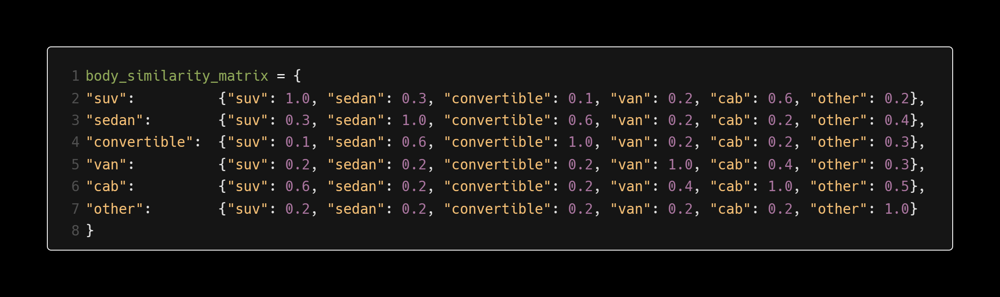 1 body_similarity_matrix = {
2 "suv":          {"suv": 1.0, "sedan": 0.3, "convertible": 0.1, "van": 0.2, "cab": 0.6, "other": 0.2},
3 "sedan":        {"suv": 0.3, "sedan": 1.0, "convertible": 0.6, "van": 0.2, "cab": 0.2, "other": 0.4},
4 "convertible":  {"suv": 0.1, "sedan": 0.6, "convertible": 1.0, "van": 0.2, "cab": 0.2, "other": 0.3},
5 "van":          {"suv": 0.2, "sedan": 0.2, "convertible": 0.2, "van": 1.0, "cab": 0.4, "other": 0.3},
6 "cab":          {"suv": 0.6, "sedan": 0.2, "convertible": 0.2, "van": 0.4, "cab": 1.0, "other": 0.5},
7 "other":        {"suv": 0.2, "sedan": 0.2, "convertible": 0.2, "van": 0.2, "cab": 0.2, "other": 1.0}
8 }